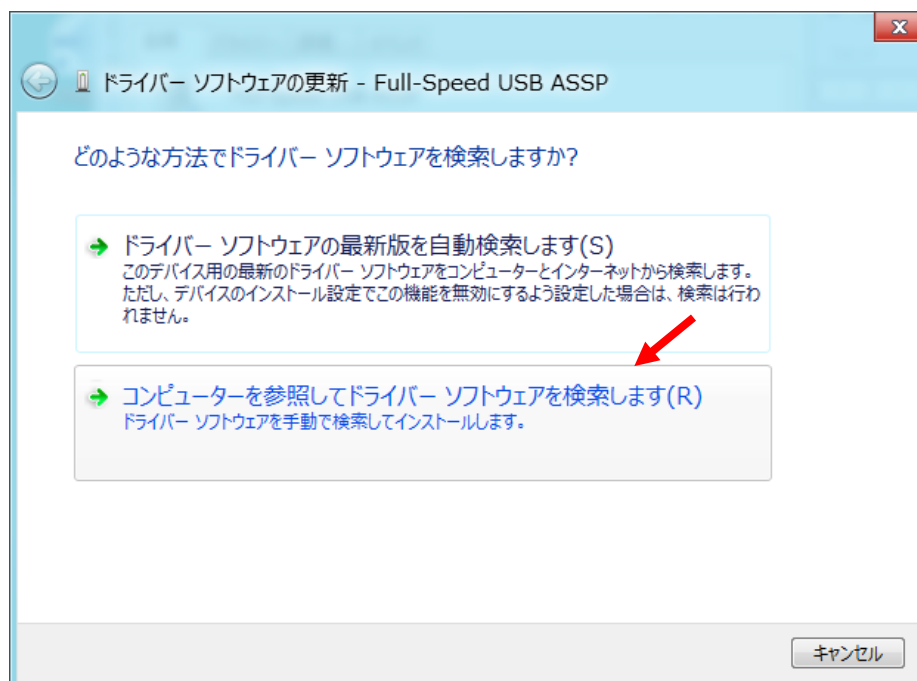 x
ドライバー ソフトウェアの更新 - Full-Speed USB ASSP
どのような方法でドライバー ソフトウェアを検索しますか?
ドライバー ソフトウェアの最新版を自動検索します(S)
このデバイス用の最新のドライバー ソフトウェアをコンピューターとインターネットから検索します。
ただし、デバイスのインストール設定でこの機能を無効にするよう設定した場合は、検索は行わ
れません。
コンピューターを参照してドライバー ソフトウェアを検索します(R)
ドライバー ソフトウェアを手動で検索してインストールします。
キャンセル